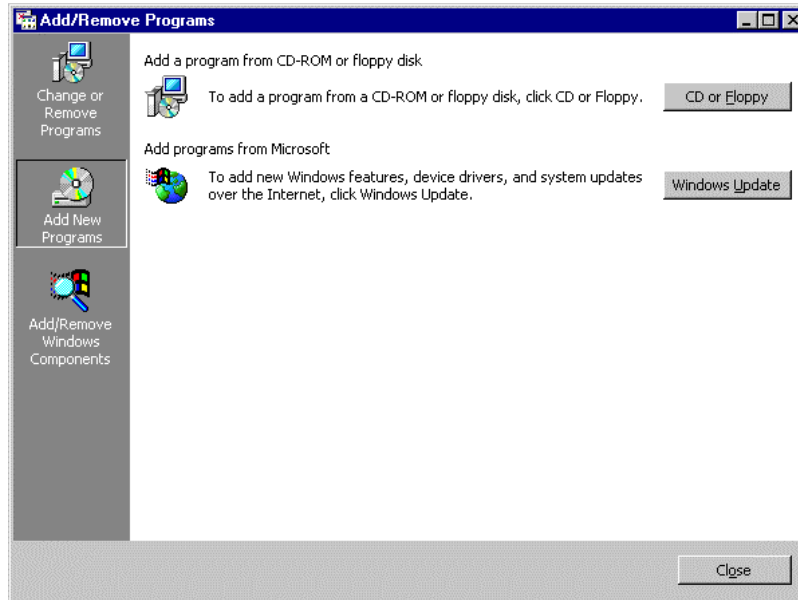 Add/Remove Programs
Change or
Remove
Programs
Add New
Programs
Add/Remove
Windows
Components
Add a program from CD-ROM or floppy disk
To add a program from a CD-ROM or floppy disk, click CD or Floppy.
CD or Floppy
Add programs from Microsoft
To add new Windows features, device drivers, and system updates
over the Internet, click Windows Update.
Windows Update
Close